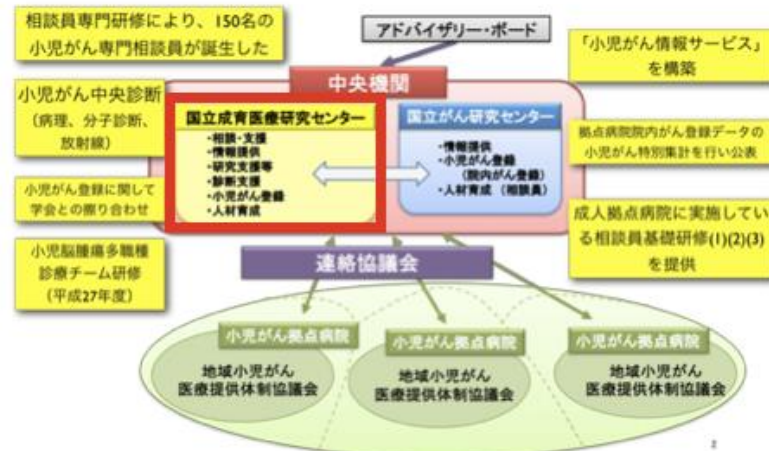 相談員専門研修により、150名の
小児がん専門相談員が誕生した
アドバイザリー・ボード
「小児がん情報サービス」
を構築
中央機関
小児がん中央診断
（病理、分子診断、
放射線）
国立成育医療研究センター
・相談・支援
・情報提供
・研究支援等
・診断支援
・小児がん登録
・人材育成
国立がん研究センター
・情報提供
・小児がん登録
（院内がん登録）
・人材育成（相談員）
拠点病院院内がん登録データの
小児がん特別集計を行い公表
小児がん登録に関して
学会との擦り合わせ
成人拠点病院に実施してい
る相談員基礎研修(1)(2)(3)
を提供
小児脳腫瘍多職種
診療チーム研修
（平成27年度）
連絡協議会
小児がん拠点病院
地域小児がん
医療提供体制協議会
小児がん拠点病院
地域小児がん
医療提供体制協議会
小児がん拠点病院
地域小児がん
医療提供体制協議会
2